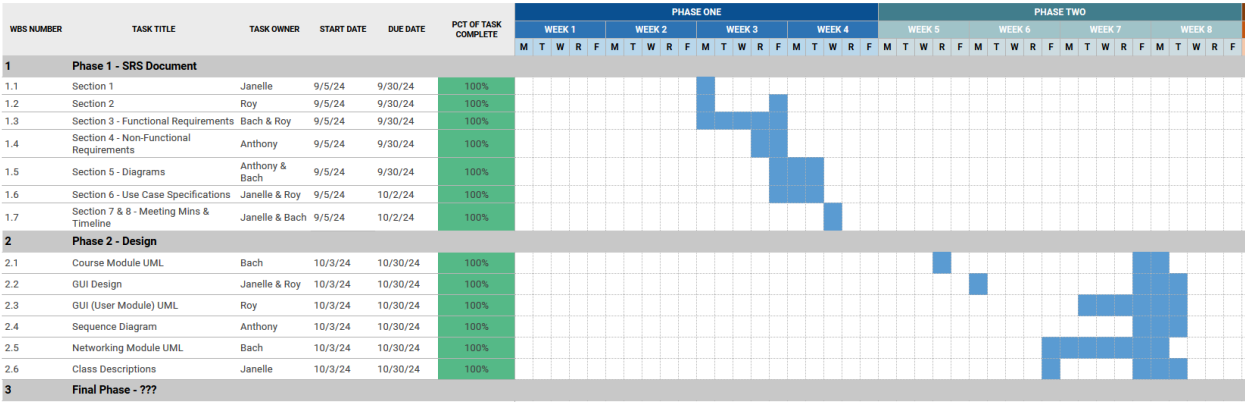 PHASE ONE PHASE TWO
WBS NUMBER TASK TITLE TASK OWNER START DATE DUE DATE PCT OF TASK COMPLETE
WEEK 1 WEEK 2 WEEK 3 WEEK 4 WEEK 5 WEEK 6 WEEK 7 WEEK 8
M T W R F M T W R F M T W R F M T W R F M T W R F M T W R F M T W R F M T W R F
1 Phase 1 - SRS Document
1.1 Section 1 Janelle 9/5/24 9/30/24 100%
1.2 Section 2 Roy 9/5/24 9/30/24 100%
1.3 Section 3 - Functional Requirements Bach & Roy 9/5/24 9/30/24 100%
1.4 Section 4 - Non-Functional Requirements Anthony 9/5/24 9/30/24 100%
1.5 Section 5 - Diagrams Anthony & Bach 9/5/24 9/30/24 100%
1.6 Section 6 - Use Case Specifications Janelle & Roy 9/5/24 10/2/24 100%
1.7 Section 7 & 8 - Meeting Mins & Timeline Janelle & Bach 9/5/24 10/2/24 100%
2 Phase 2 - Design
2.1 Course Module UML Bach 10/3/24 10/30/24 100%
2.2 GUI Design Janelle & Roy 10/3/24 10/30/24 100%
2.3 GUI (User Module) UML Roy 10/3/24 10/30/24 100%
2.4 Sequence Diagram Anthony 10/3/24 10/30/24 100%
2.5 Networking Module UML Bach 10/3/24 10/30/24 100%
2.6 Class Descriptions Janelle 10/3/24 10/30/24 100%
3 Final Phase - ???